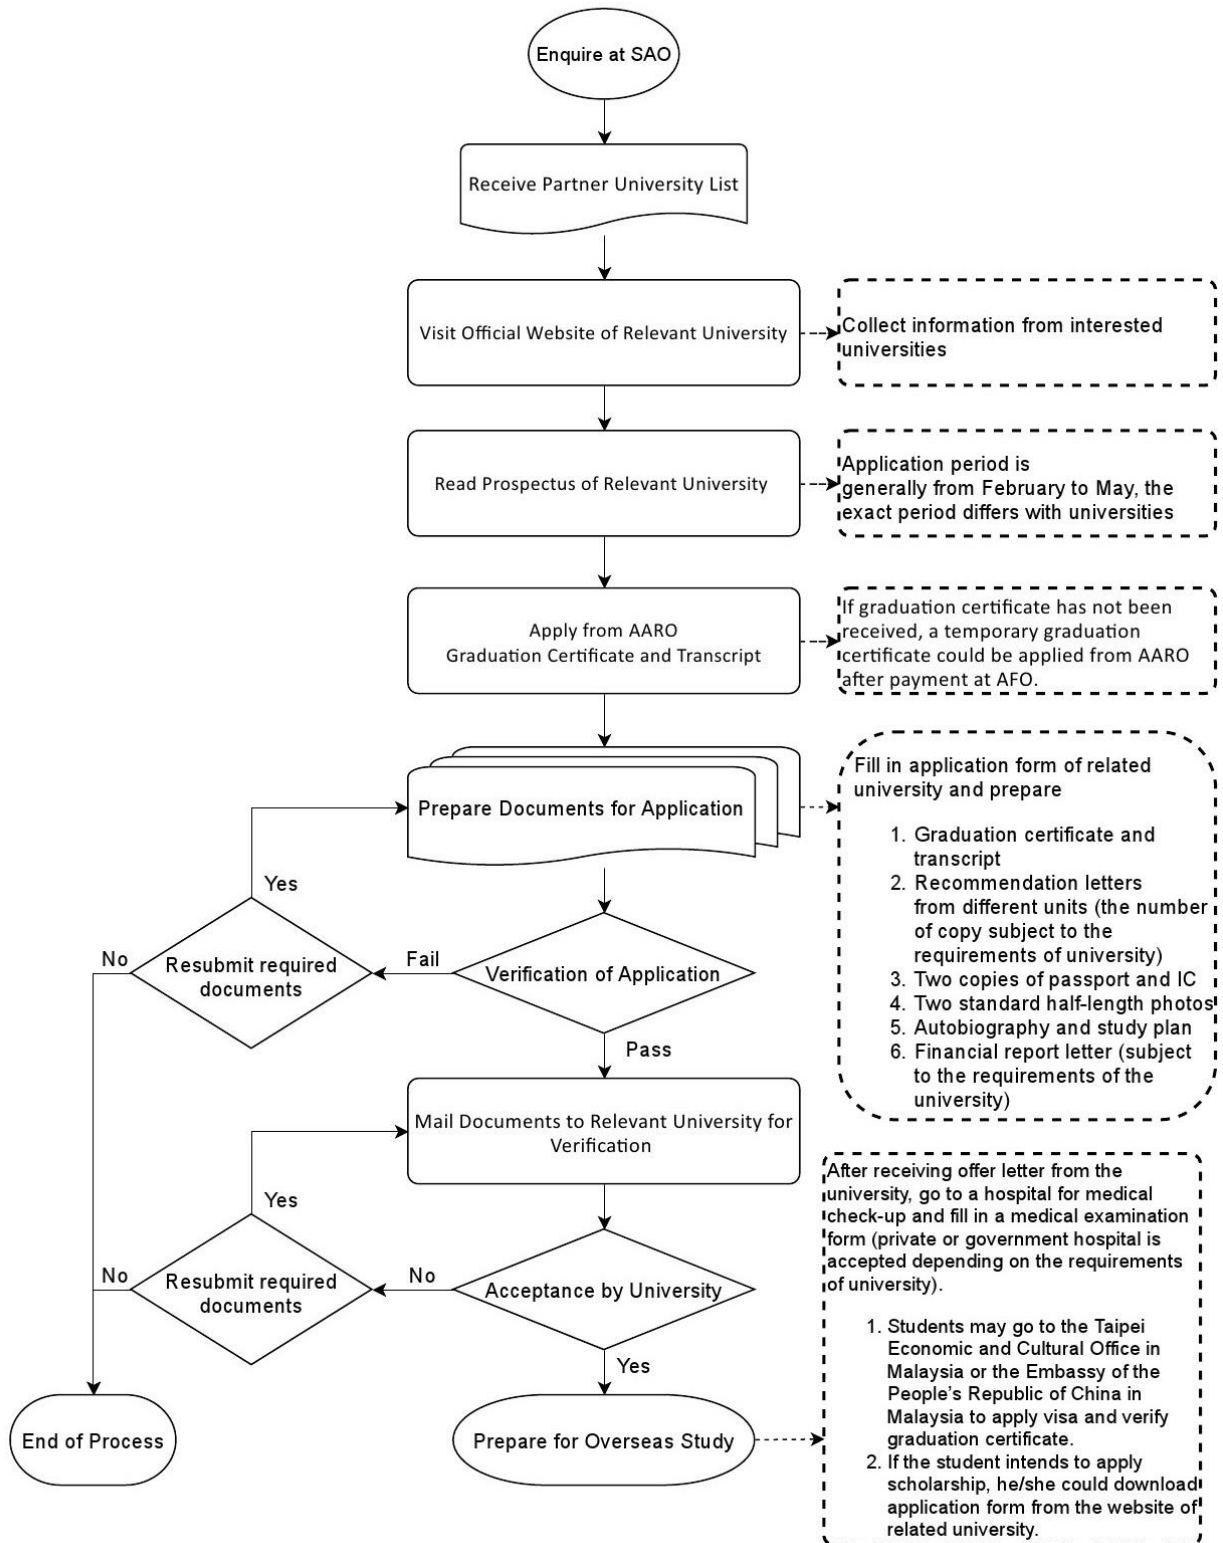 Enquire at SAO
Receive Partner University List
Visit Official Website of Relevant University
Collect information from interested
universities
Read Prospectus of Relevant University
Application period is
generally from February to May, the
exact period differs with universities
Apply from AARO
Graduation Certificate and Transcript
If graduation certificate has not been
received, a temporary graduation
certificate could be applied from AARO
after payment at AFO.
Prepare Documents for Application
Fill in application form of related
university and prepare
1. Graduation certificate and
transcript
2. Recommendation letters
from different units (the number
of copy subject to the
requirements of university)
3. Two copies of passport and IC
4. Two standard half-length photos
5. Autobiography and study plan
6. Financial report letter (subject
to the requirements of the
university)
Yes
No
Resubmit required
documents
Fail
Verification of Application
Pass
Mail Documents to Relevant University for
Verification
Yes
No
Resubmit required
documents
No
Acceptance by University
Yes
End of Process
Prepare for Overseas Study
After receiving offer letter from the
university, go to a hospital for medical
check-up and fill in a medical examination
form (private or government hospital is
accepted depending on the requirements
of university).
1. Students may go to the Taipei
Economic and Cultural Office in
Malaysia or the Embassy of the
People's Republic of China in
Malaysia to apply visa and verify
graduation certificate.
2. If the student intends to apply
scholarship, he/she could download
application form from the website of
related university.